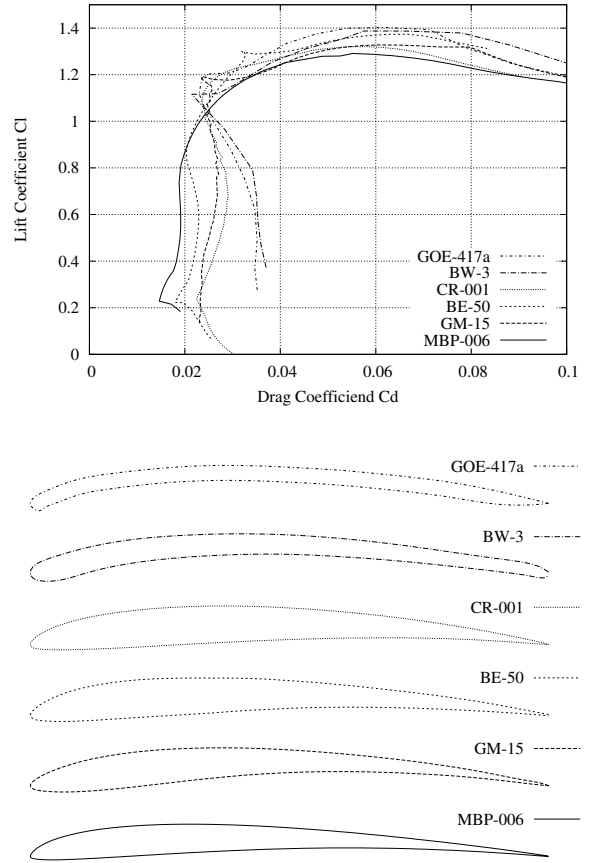 1.4
1.2
1
0.8
0.6
0.4
0.2
0
Lift Coefficient Cl
GOE-417a
BW-3
CR-001
BE-50
GM-15
MBP-006
0 0.02 0.04 0.06 0.08 0.1
Drag Coefficiend Cd
GOE-417a
BW-3
CR-001
BE-50
GM-15
MBP-006